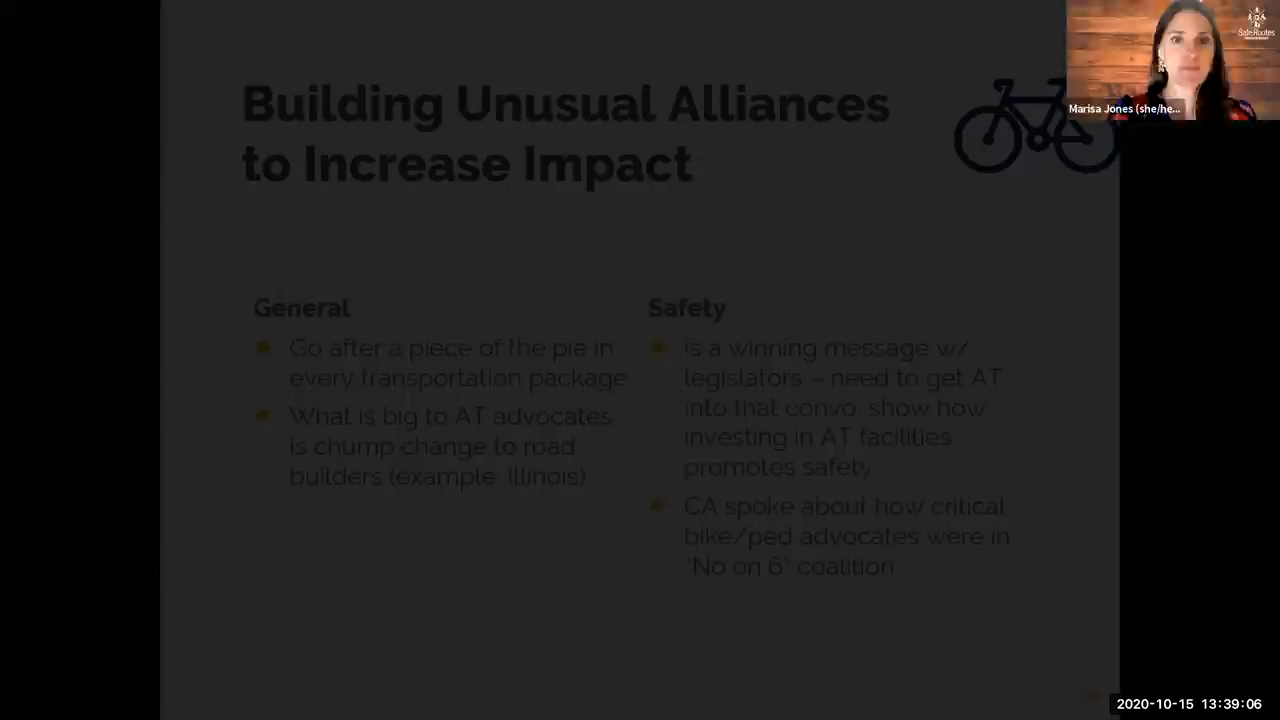 Building Unusual Alliances
to Increase Impact
General
Go after a piece of the pie in
every transportation package
What is big to AT advocates
is chump change to road
builders (example: Illinois)
Safety
is a winning message w/
legislators – need to get AT
into that convo; show how
investing in AT facilities
promotes safety
CA spoke about how critical
bike/ped advocates were in
"No on 6" coalition
Safe Routes
Marisa Jones (she/he...
2020-10-15 13:39:06